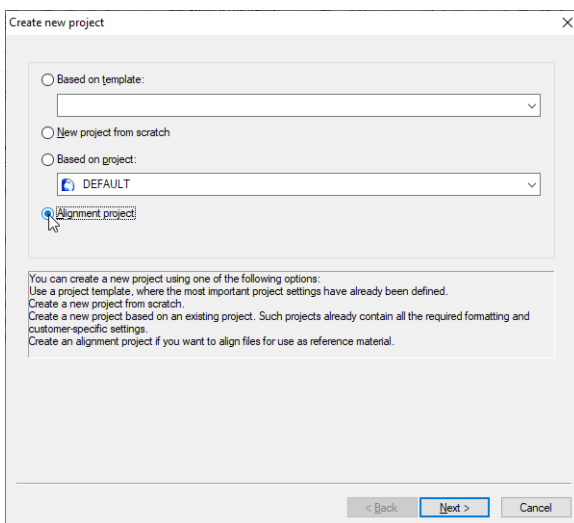 Create new project
Based on template:
New project from scratch
Based on project:
DEFAULT
Alignment project
You can create a new project using one of the following options:
Use a project template, where the most important project settings have already been defined.
Create a new project from scratch.
Create a new project based on an existing project. Such projects already contain all the required formatting and
customer-specific settings.
Create an alignment project if you want to align files for use as reference material.
< Back
Next >
Cancel